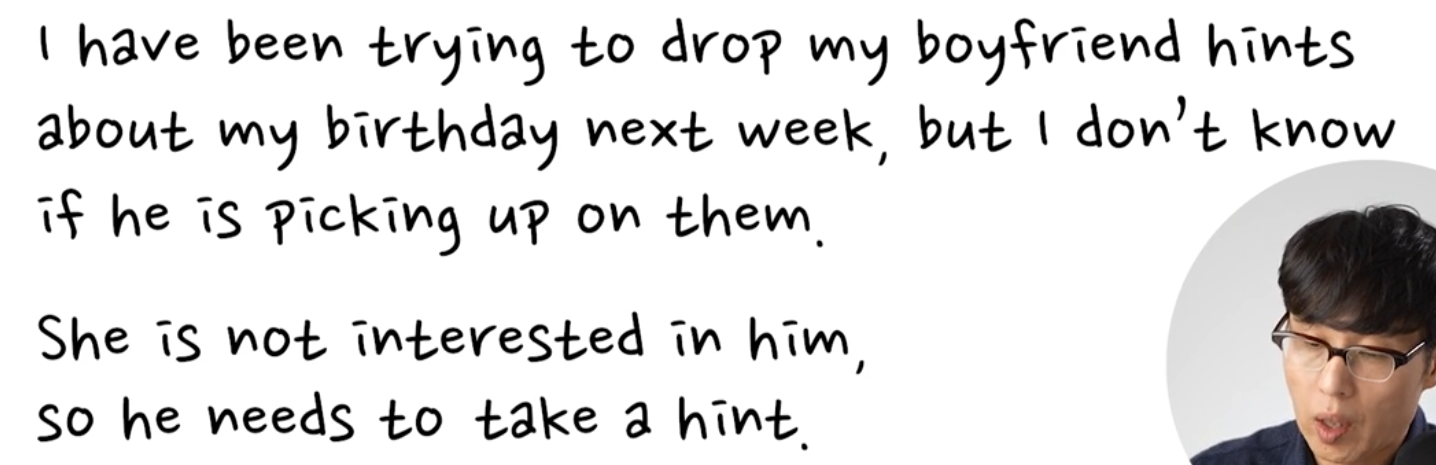 I have been trying to drop my boyfriend hints
about my birthday next week, but I don't know
if he is picking up on them.
She is not interested in him,
so he needs to take a hint.